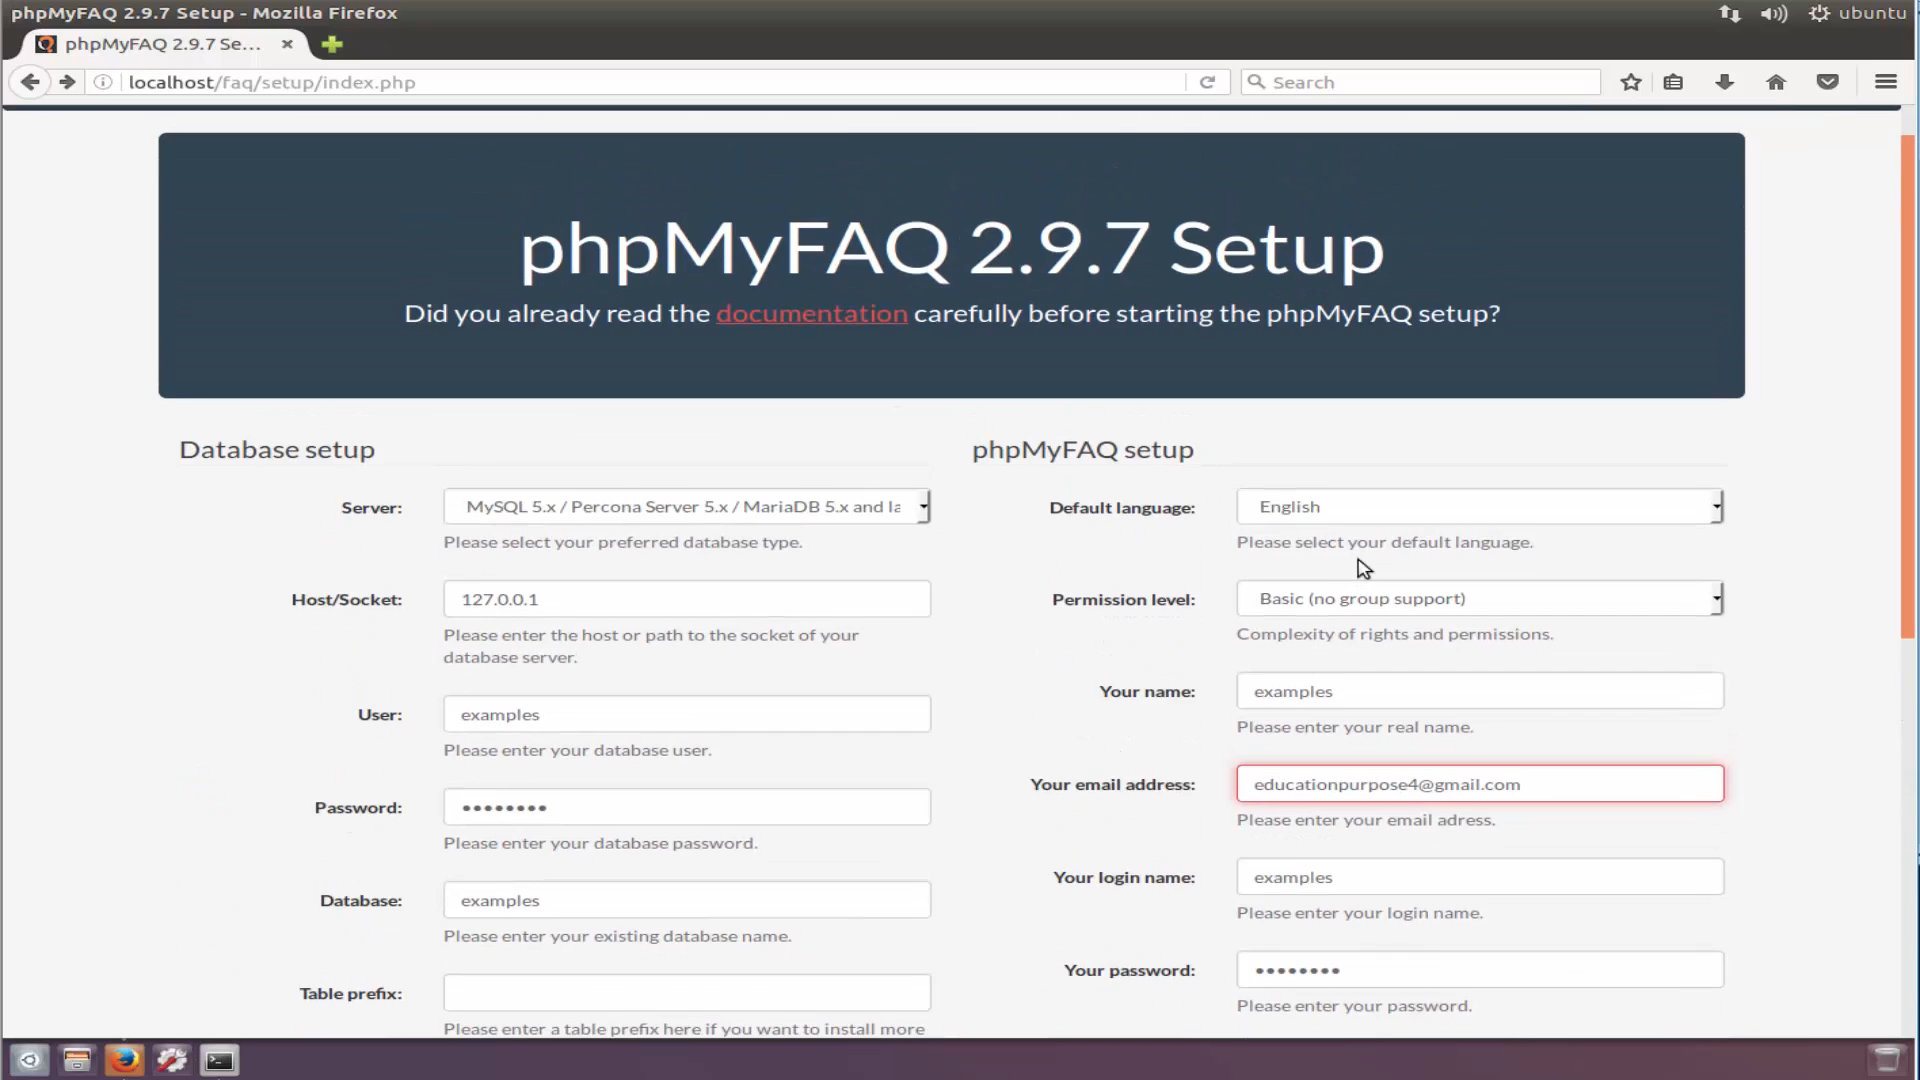 phpMyFAQ 2.9.7 Setup - Mozilla Firefox
ubuntu
phpMyFAQ 2.9.7 Se...
localhost/faq/setup/index.php
Search
phpMyFAQ 2.9.7 Setup
Did you already read the documentation carefully before starting the phpMyFAQ setup?
Database setup
Server:
MySQL 5.x / Percona Server 5.x / MariaDB 5.x and la
Please select your preferred database type.
Host/Socket:
127.0.0.1
Please enter the host or path to the socket of your
database server.
User:
examples
Please enter your database user.
Password:
Please enter your database password.
Database:
examples
Please enter your existing database name.
Table prefix:
Please enter a table prefix here if you want to install more
phpMyFAQ setup
Default language:
English
Please select your default language.
Permission level:
Basic (no group support)
Complexity of rights and permissions.
Your name:
examples
Please enter your real name.
Your email address:
educationpurpose4@gmail.com
Please enter your email adress.
Your login name:
examples
Please enter your login name.
Your password:
Please enter your password.